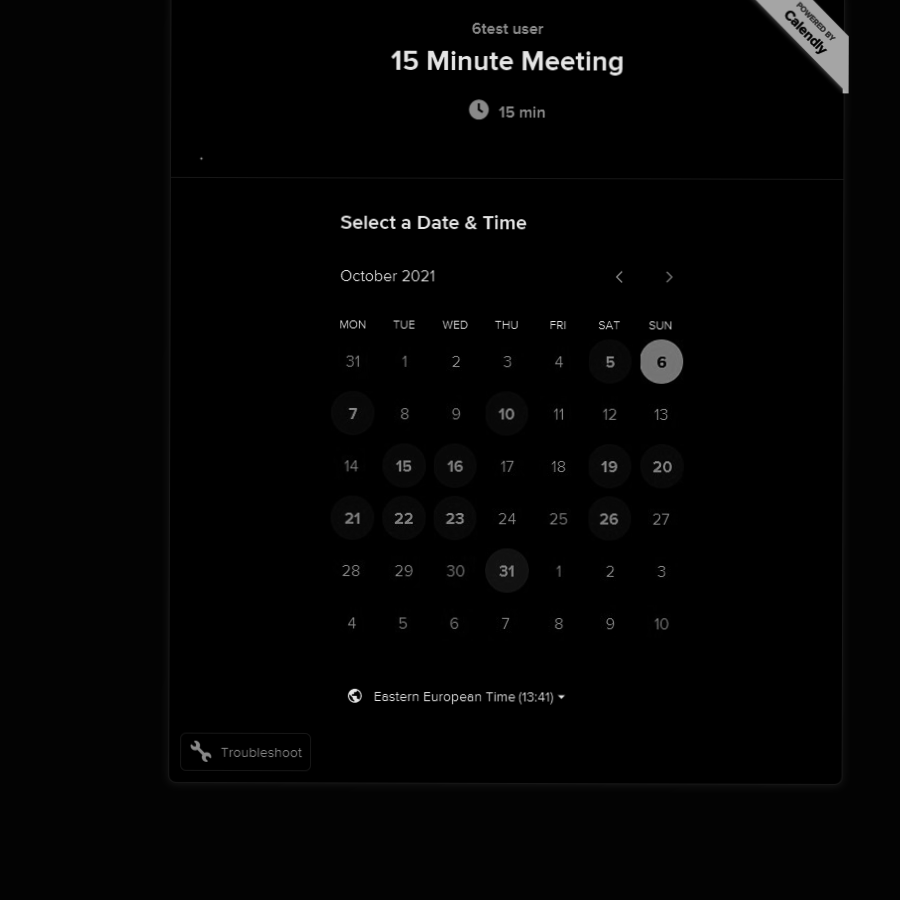 POWERED BY
Calendly
6test user
15 Minute Meeting
15 min
Select a Date & Time
October 2021
MON TUE WED THU FRI SAT SUN
31 1 2 3 4 5 6
7 8 9 10 11 12 13
14 15 16 17 18 19 20
21 22 23 24 25 26 27
28 29 30 31 1 2 3
4 5 6 7 8 9 10
Eastern European Time (13:41)
Troubleshoot